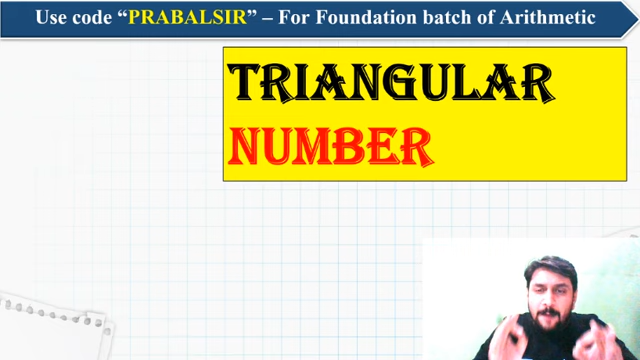 Use code “PRABALSIR” – For Foundation batch of Arithmetic
TRIANGULAR
NUMBER